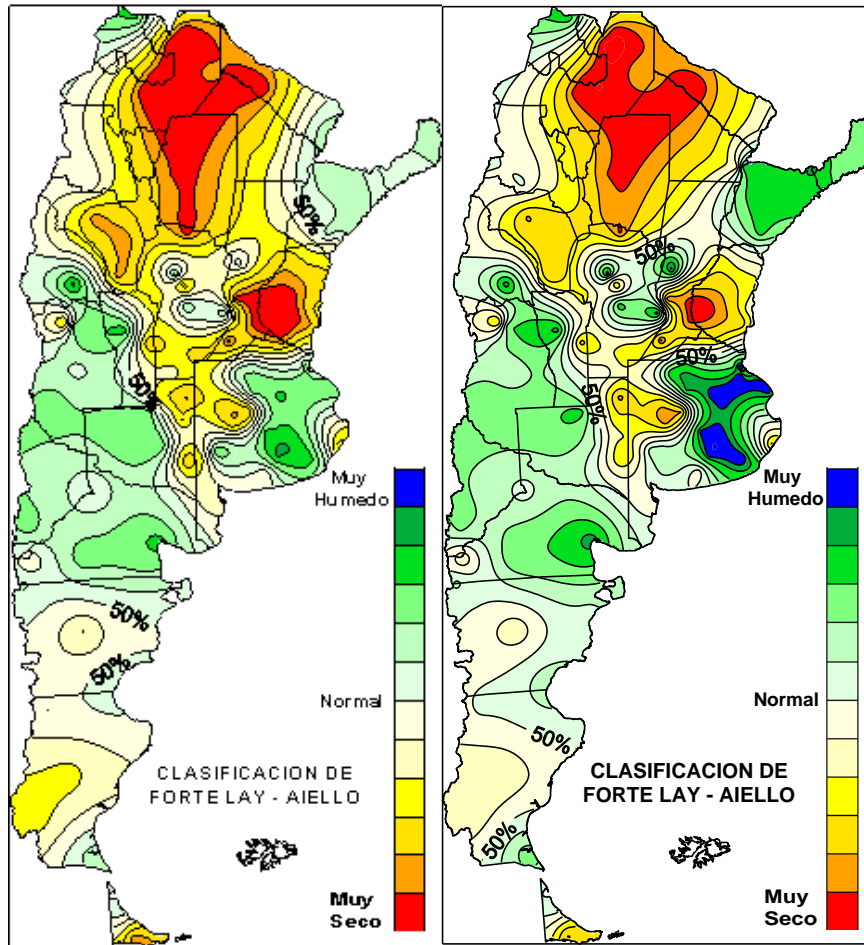 50%
50%
50%
50%
Muy
Humedo
Normal
CLASIFICACION DE
FORTE LAY - AIELLO
Muy
Seco
50%
50%
50%
50%
50%
Muy
Humedo
Normal
CLASIFICACION DE
FORTE LAY - AIELLO
Muy
Seco